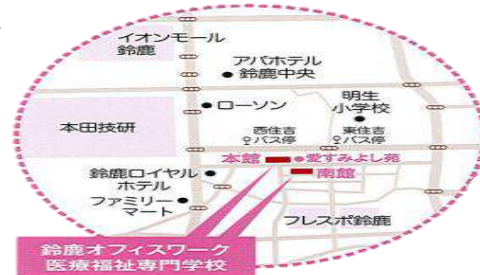 イオンモール
鈴鹿
アパホテル
鈴鹿中央
ローソン
明生
小学校
本田技研
西住吉
バス停
東住吉
バス停
本館
愛すみよし苑
南館
鈴鹿ロイヤル
ホテル
ファミリー
マート
フレスポ鈴鹿
鈴鹿オフィスワーク
医療福祉専門学校